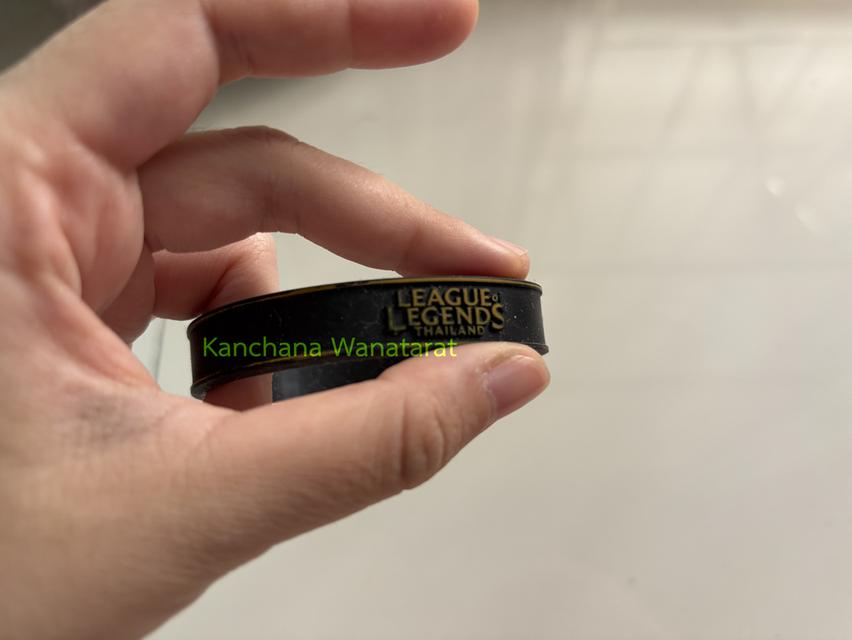 LEAGUE of
LEGENDS
THAILAND
Kanchana Wanatarat